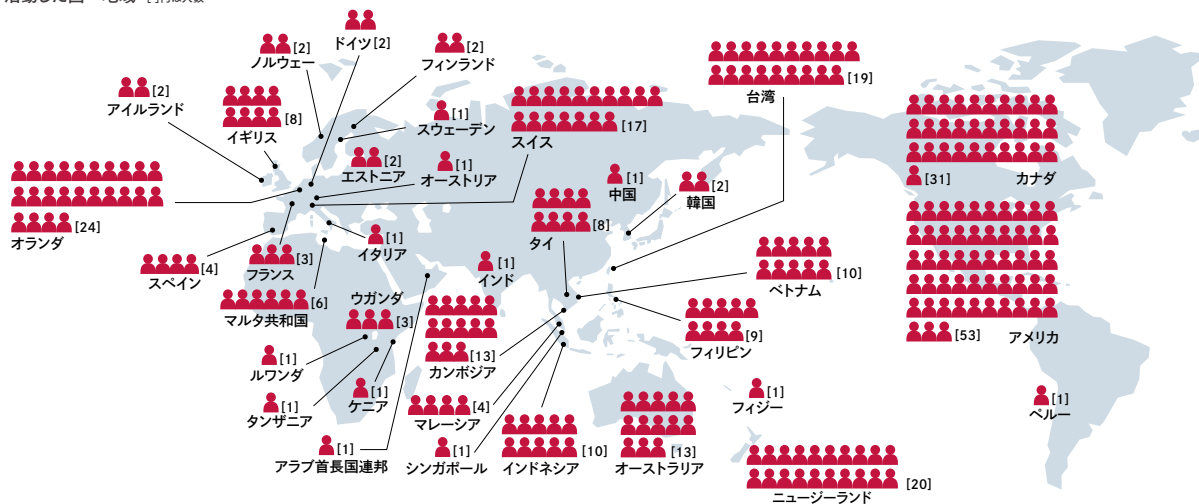 [2]
ドイツ[2]
[2]
ノルウェー
フィンランド
[2]
アイルランド
[8]
イギリス
[1]
スウェーデン
[17]
スイス
[19]
台湾
[31]
カナダ
[2]
エストニア
[1]
オーストリア
[1]
中国
[2]
韓国
[24]
オランダ
[8]
タイ
[4]
スペイン
[3]
フランス
[1]
イタリア
[1]
インド
[10]
ベトナム
[6]
マルタ共和国
ウガンダ
[3]
[13]
カンボジア
[9]
フィリピン
[53]
アメリカ
[1]
ルワンダ
[1]
タンザニア
[1]
ケニア
[4]
マレーシア
[1]
フィジー
[1]
ペルー
[1]
アラブ首長国連邦
[1]
シンガポール
[10]
インドネシア
[13]
オーストラリア
[20]
ニュージーランド